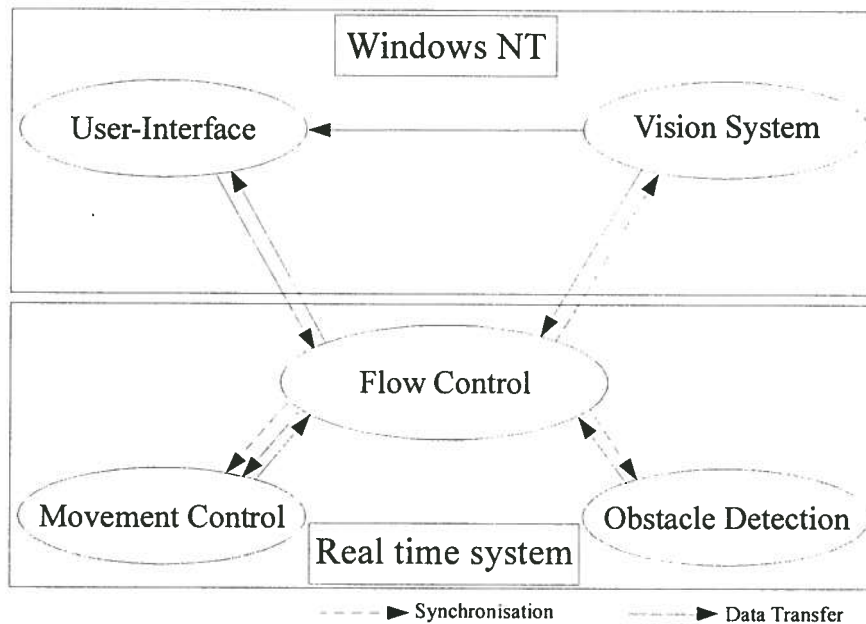 Windows NT
User-Interface
Vision System
Flow Control
Movement Control
Obstacle Detection
Real time system
Synchronisation
Data Transfer